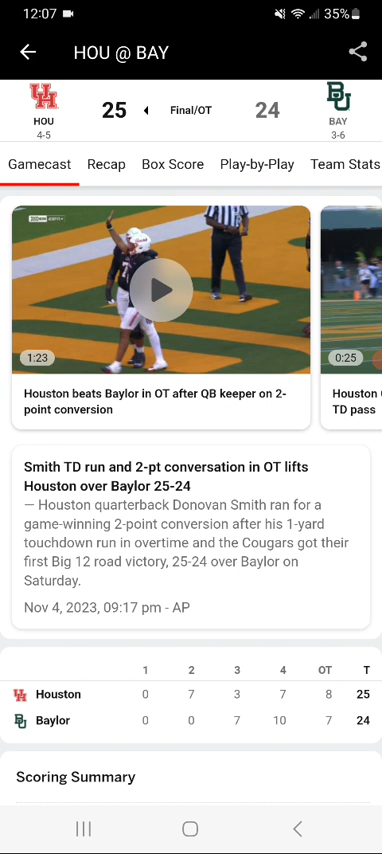 12:07 35%
HOU @ BAY
HOU 25 Final/OT 24 BAY
4-5 3-6
Gamecast Recap Box Score Play-by-Play Team Stats
1:23 0:25
Houston beats Baylor in OT after QB keeper on 2-
point conversion
Houston
TD pass
Smith TD run and 2-pt conversation in OT lifts
Houston over Baylor 25-24
— Houston quarterback Donovan Smith ran for a
game-winning 2-point conversion after his 1-yard
touchdown run in overtime and the Cougars got their
first Big 12 road victory, 25-24 over Baylor on
Saturday.
Nov 4, 2023, 09:17 pm - AP
1 2 3 4 OT T
Houston 0 7 3 7 8 25
Baylor 0 0 7 10 7 24
Scoring Summary